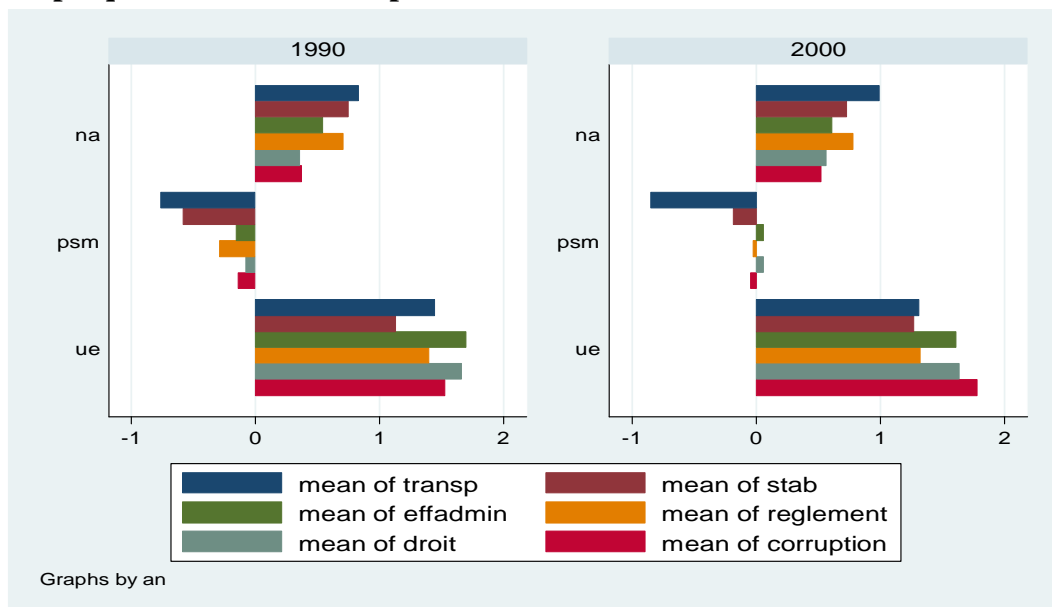 1990 2000
na na
psm psm
ue ue
-1 0 1 2 -1 0 1 2
mean of transp mean of stab
mean of effadmin mean of reglement
mean of droit mean of corruption
Graphs by an